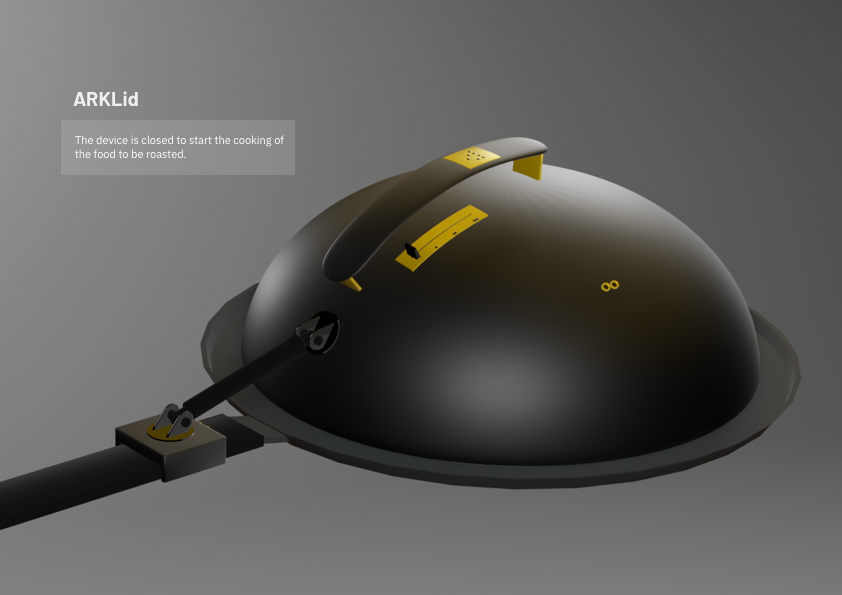 ARKLid
The device is closed to start the cooking of
the food to be roasted.